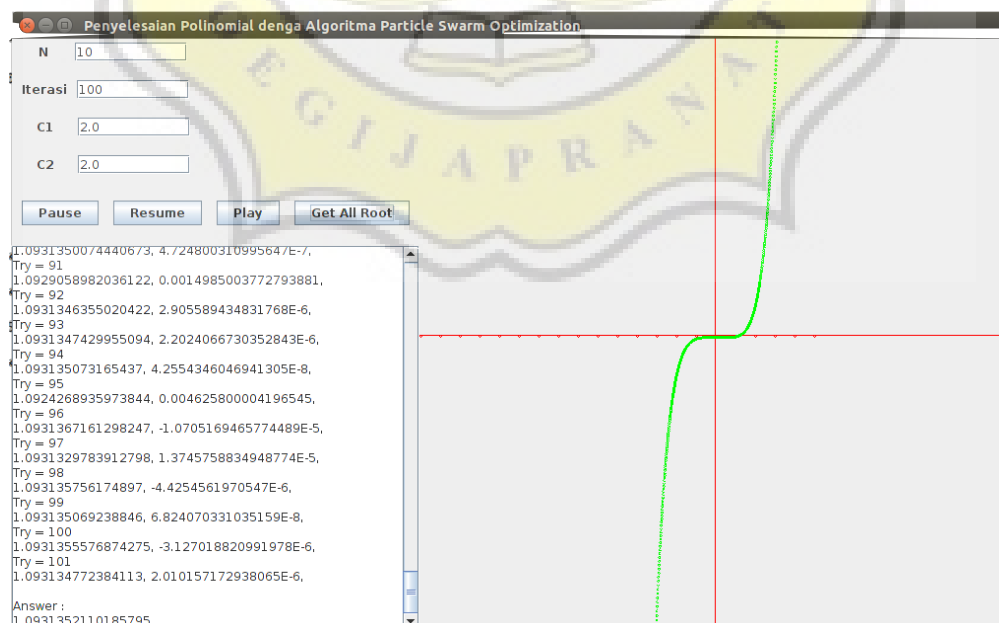 Penyelesaian Polinomial denga Algoritma Particle Swarm Optimization
N 10
Iterasi 100
C1 2.0
C2 2.0
Pause Resume Play Get All Root
1.0931350074440673, 4.724800310995647E-7,
Try = 91
1.0929058982036122, 0.0014985003772793881,
Try = 92
1.0931346355020422, 2.905589434831768E-6,
Try = 93
1.0931347429955094, 2.2024066730352843E-6,
Try = 94
1.093135073165437, 4.2554346046941305E-8,
Try = 95
1.0924268935973844, 0.004625800004196545,
Try = 96
1.0931367161298247, -1.0705169465774489E-5,
Try = 97
1.0931329783912798, 1.3745758834948774E-5,
Try = 98
1.093135756174897, -4.4254561970547E-6,
Try = 99
1.093135069238846, 6.824070331035159E-8,
Try = 100
1.0931355576874275, -3.127018820991978E-6,
Try = 101
1.093134772384113, 2.010157172938065E-6,
Answer :
1.0931352110185795
EGIJAPRANA